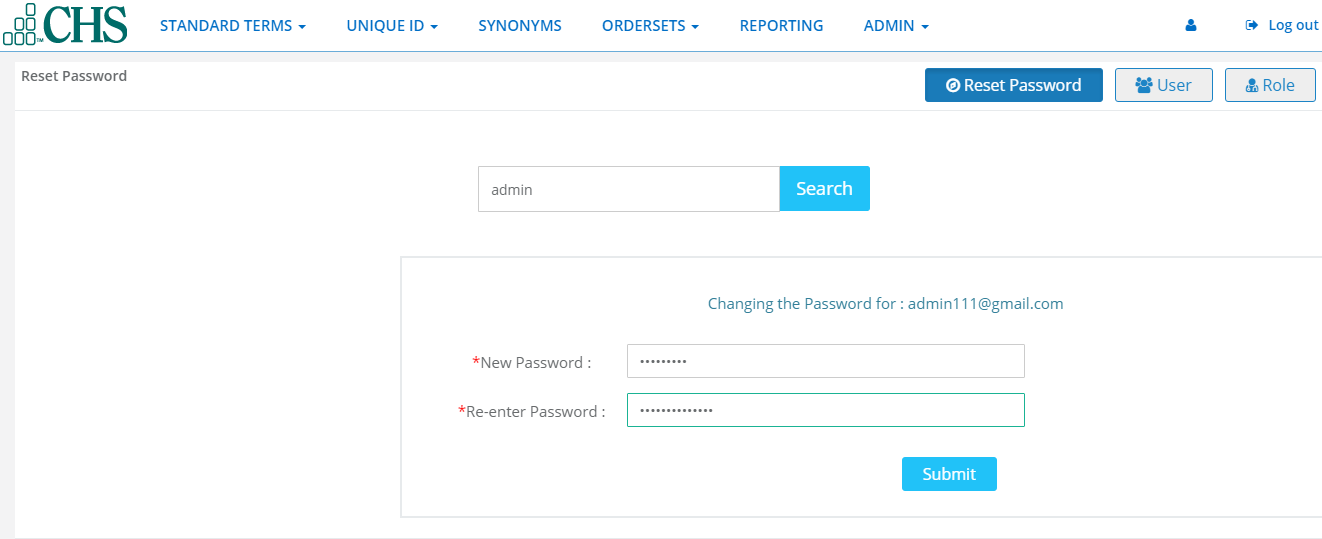 CHS STANDARD TERMS UNIQUE ID SYNONYMS ORDERSETS REPORTING ADMIN Log out
Reset Password Reset Password User Role
admin Search
Changing the Password for : admin111@gmail.com
*New Password : •••••••••
*Re-enter Password : ••••••••••••••
Submit